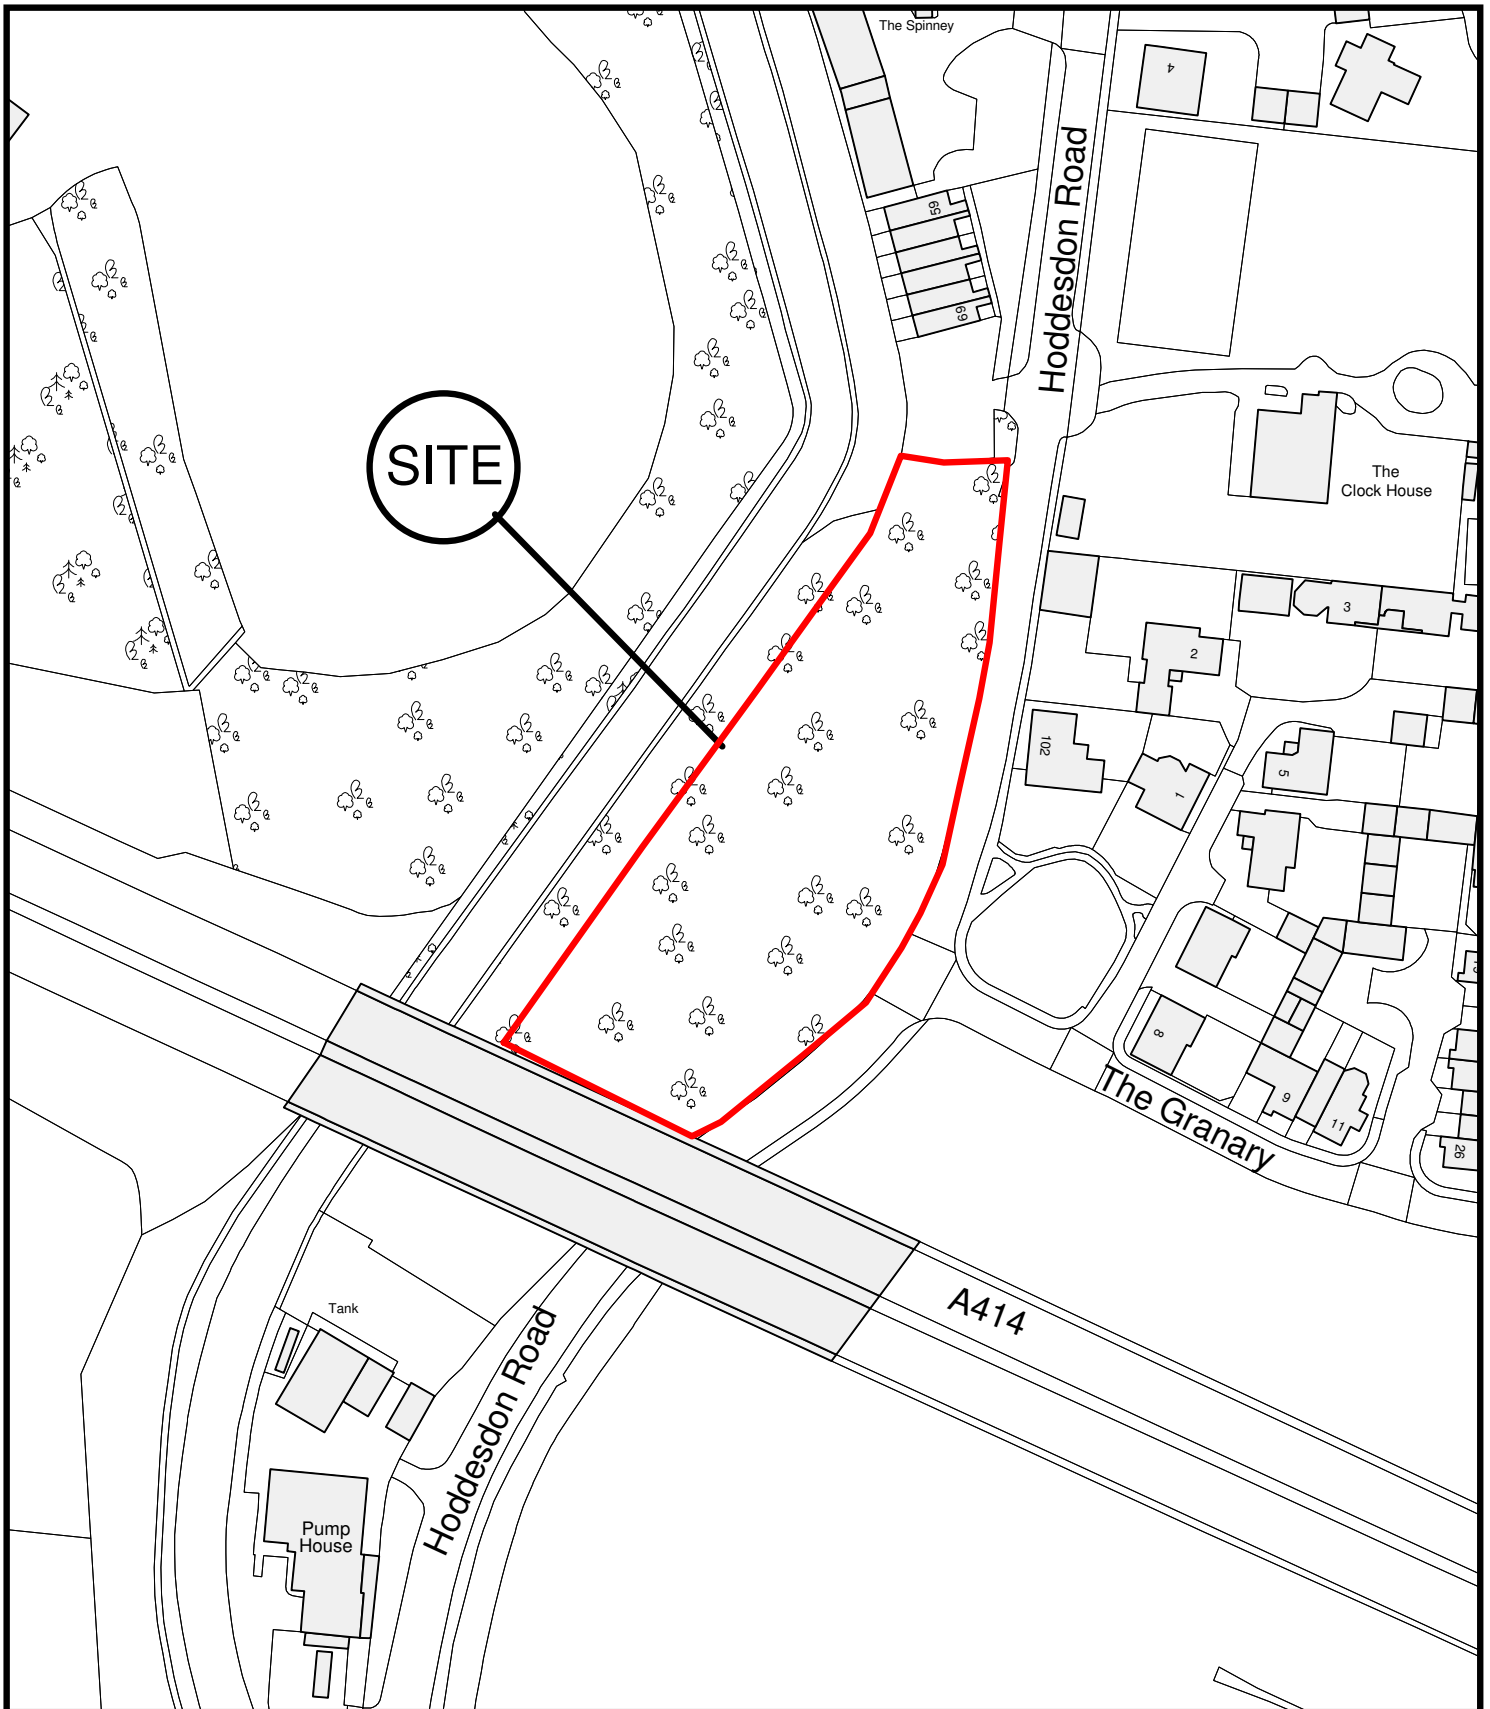 The Spinney
4
Hoddesdon Road
59
69
SITE
The
Clock House
3
2
102
1
5
8
9
11
26
The Granary
A414
Tank
Hoddesdon Road
Pump
House